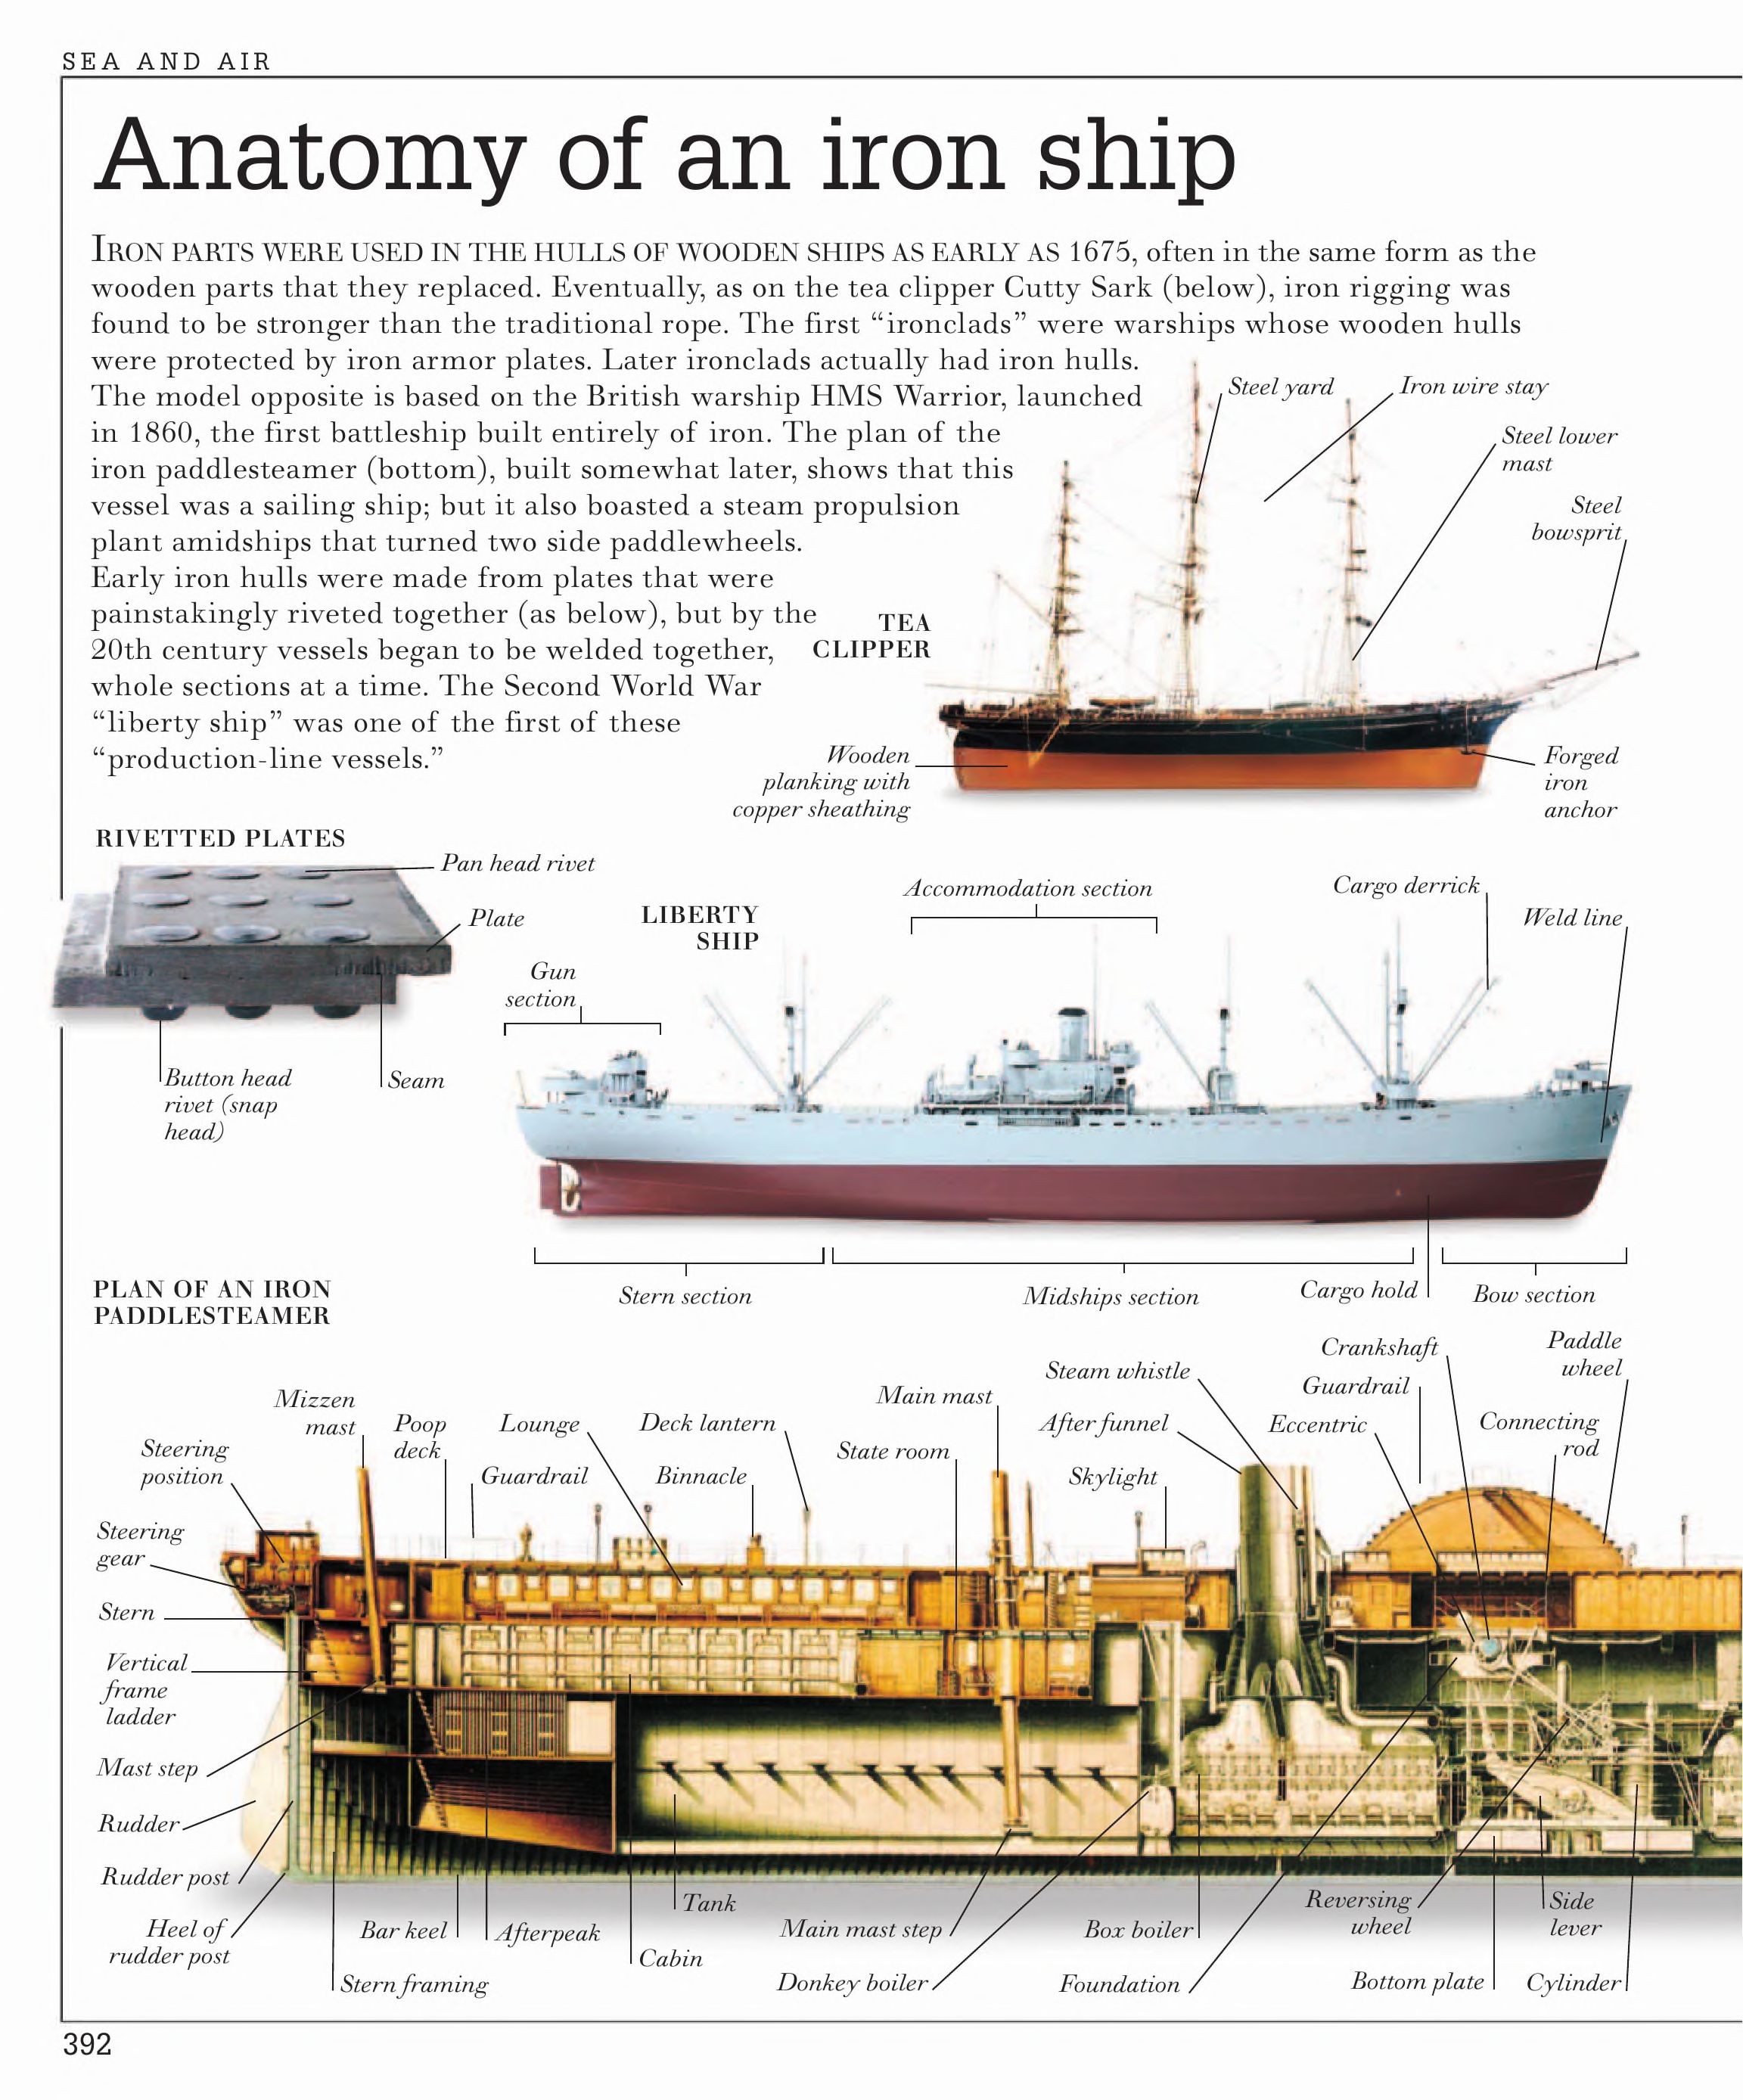 SEA AND AIR
Anatomy of an iron ship
IRON PARTS WERE USED IN THE HULLS OF WOODEN SHIPS AS EARLY AS 1675, often in the same form as the
wooden parts that they replaced. Eventually, as on the tea clipper Cutty Sark (below), iron rigging was
found to be stronger than the traditional rope. The first “ironclads” were warships whose wooden hulls
were protected by iron armor plates. Later ironclads actually had iron hulls.
The model opposite is based on the British warship HMS Warrior, launched
in 1860, the first battleship built entirely of iron. The plan of the
iron paddlesteamer (bottom), built somewhat later, shows that this
vessel was a sailing ship; but it also boasted a steam propulsion
plant amidships that turned two side paddlewheels.
Early iron hulls were made from plates that were
painstakingly riveted together (as below), but by the
20th century vessels began to be welded together,
whole sections at a time. The Second World War
“liberty ship” was one of the first of these
“production-line vessels.”
TEA
CLIPPER
Steel yard
Iron wire stay
Steel lower
mast
Steel
bowsprit
Wooden
planking with
copper sheathing
Forged
iron
anchor
RIVETTED PLATES
Pan head rivet
Plate
Button head
rivet (snap
head)
Seam
LIBERTY
SHIP
Gun
section
Accommodation section
Cargo derrick
Weld line
Stern section
Midships section
Cargo hold
Bow section
PLAN OF AN IRON
PADDLESTEAMER
Steering
position
Mizzen
mast
Poop
deck
Guardrail
Lounge
Deck lantern
Binnacle
State room
Main mast
Steam whistle
After funnel
Skylight
Crankshaft
Guardrail
Eccentric
Paddle
wheel
Connecting
rod
Steering
gear
Stern
Vertical
frame
ladder
Mast step
Rudder
Rudder post
Heel of
rudder post
Stern framing
Bar keel
Afterpeak
Cabin
Tank
Main mast step
Donkey boiler
Box boiler
Foundation
Reversing
wheel
Bottom plate
Side
lever
Cylinder
392